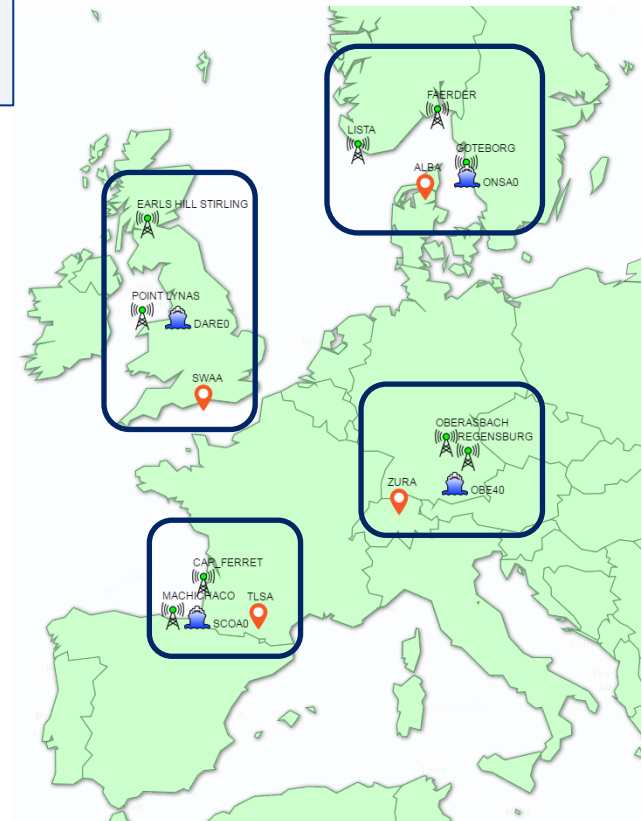 FAERDER
LISTA
GOTEBORG
ALBA
ONSA0
EARLS HILL STIRLING
POINT LYNAS
DARE0
SWAA
OBERASBACH
REGENSBURG
ZURA
OBE40
CAP_FERRET
MACHICHACO
TLSA
SCOA0